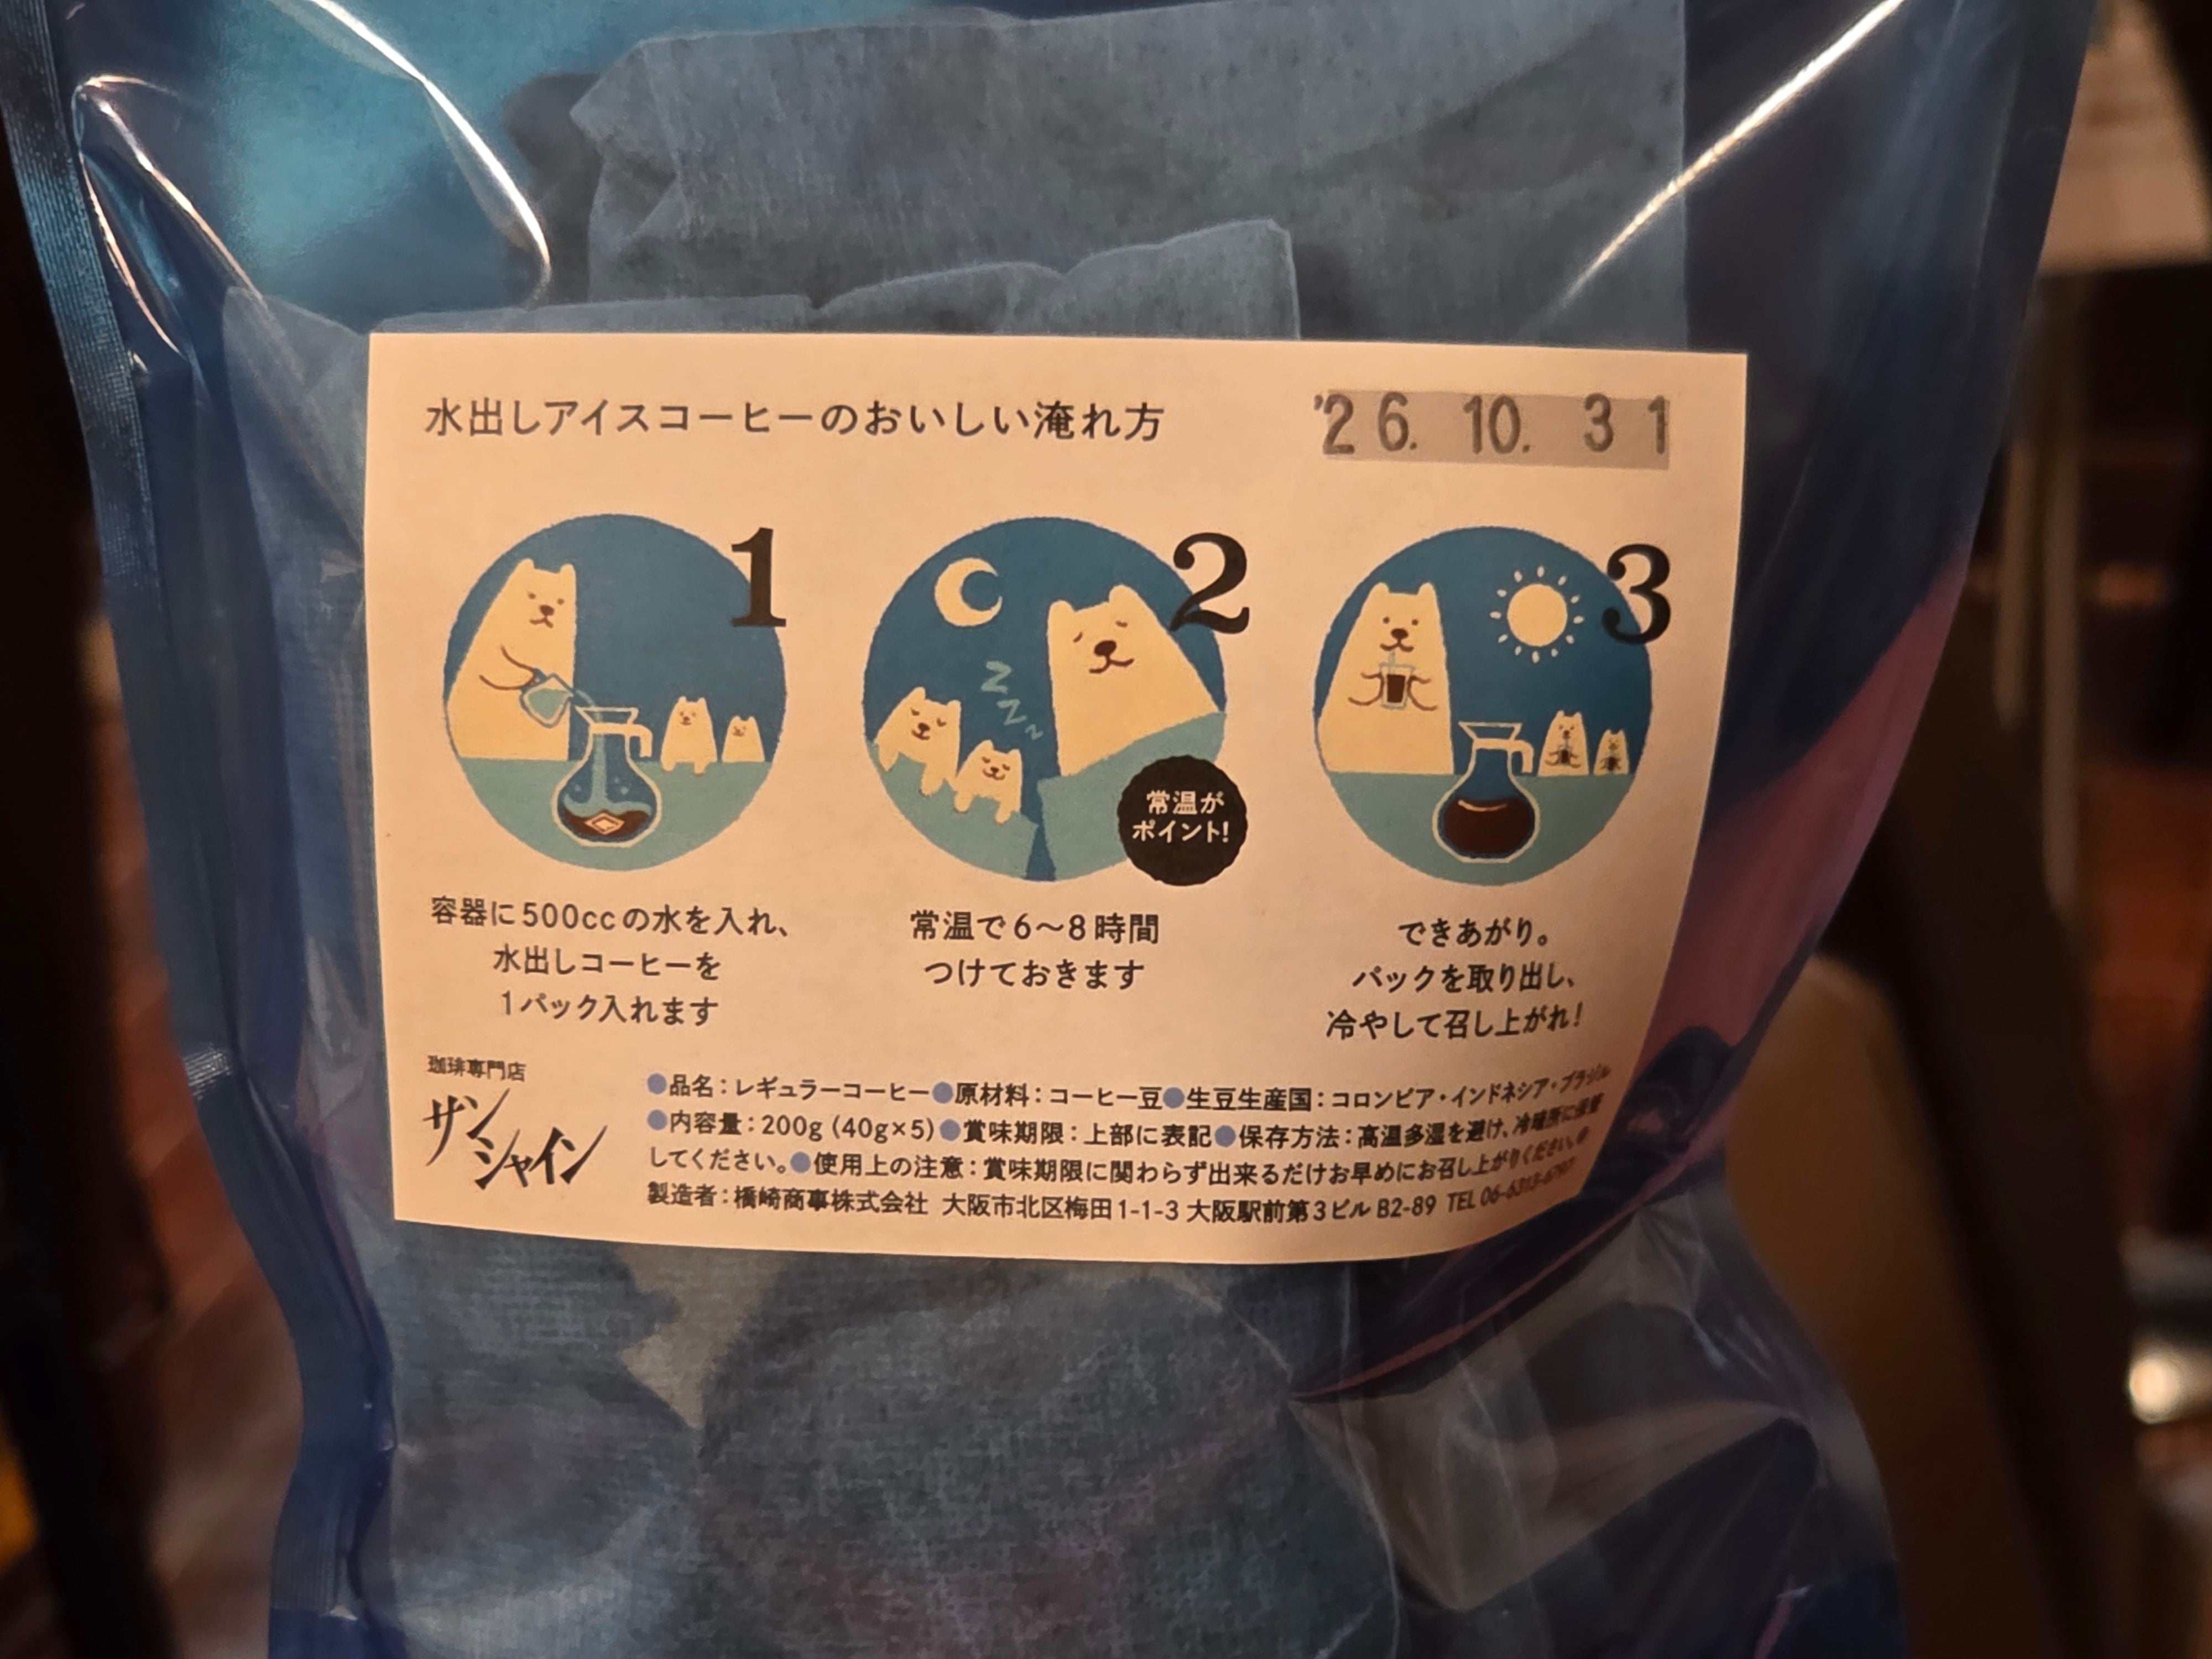 水出しアイスコーヒーのおいしい淹れ方
'26. 10. 31
1
容器に500ccの水を入れ、
水出しコーヒーを
1パック入れます
2
zzz
常温が
ポイント!
常温で6〜8時間
つけておきます
3
できあがり。
パックを取り出し、
冷やして召し上がれ!
珈琲専門店
サン
シャイン
●品名:レギュラーコーヒー●原材料:コーヒー豆●生豆生産国:コロンビア・インドネシア・ブラジル
●内容量:200g(40g×5)●賞味期限:上部に表記●保存方法:高温多湿を避け、冷暗所に保管
してください。●使用上の注意:賞味期限に関わらず出来るだけお早めにお召し上がりください。
製造者:橋崎商事株式会社 大阪市北区梅田1-1-3 大阪駅前第3ビル B2-89 TEL 06-6313-6797